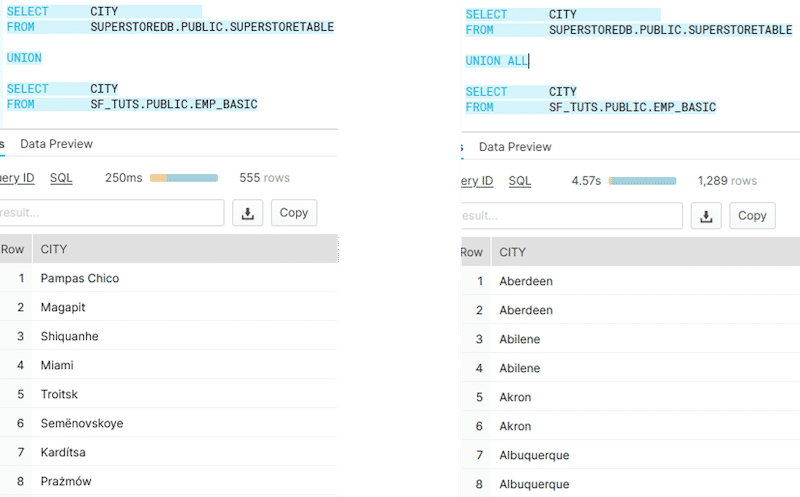 SELECT CITY
FROM SUPERSTOREDB.PUBLIC.SUPERSTORETABLE
UNION
SELECT CITY
FROM SF_TUTS.PUBLIC.EMP_BASIC
s Data Preview
uery ID SQL 250ms 555 rows
result... Copy
Row CITY
1 Pampas Chico
2 Magapit
3 Shiquanhe
4 Miami
5 Troitsk
6 Semënovskoye
7 Kardítsa
8 Prażmów
SELECT CITY
FROM SUPERSTOREDB.PUBLIC.SUPERSTORETABLE
UNION ALL
SELECT CITY
FROM SF_TUTS.PUBLIC.EMP_BASIC
s Data Preview
ery ID SQL 4.57s 1,289 rows
esult... Copy
Row CITY
1 Aberdeen
2 Aberdeen
3 Abilene
4 Abilene
5 Akron
6 Akron
7 Albuquerque
8 Albuquerque